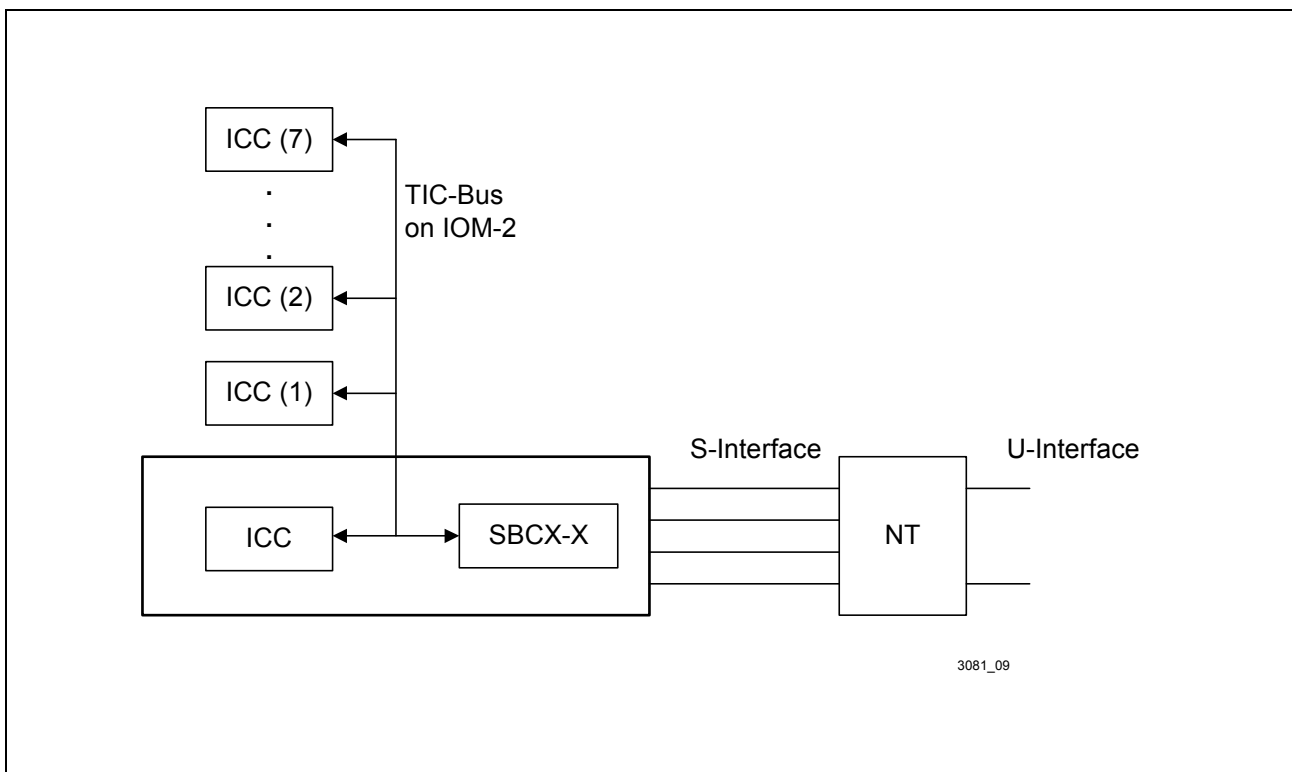 ICC (7)
.
.
.
TIC-Bus
on IOM-2
ICC (2)
ICC (1)
S-Interface
U-Interface
ICC
SBCX-X
NT
3081_09